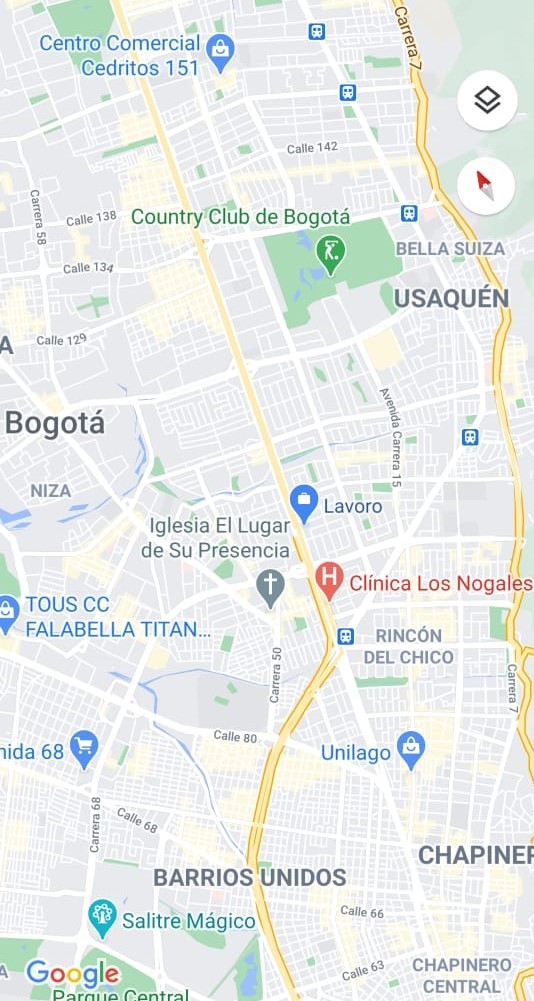 Centro Comercial
Cedritos 151
Carrera 7
Calle 142
Carrera 58
Calle 138
Country Club de Bogotá
BELLA SUIZA
Calle 134
USAQUÉN
Calle 129
A
Avenida Carrera 15
Bogotá
NIZA
Lavoro
Iglesia El Lugar
de Su Presencia
H
Clínica Los Nogales
TOUS CC
FALABELLA TITAN...
RINCÓN
DEL CHICO
Carrera 50
Carrera 7
Calle 80
nida 68
Unilago
Carrera 68
Calle 68
CHAPINER
BARRIOS UNIDOS
Salitre Mágico
Calle 66
A
Google
Calle 63
CHAPINERO
CENTRAL
Parque Central